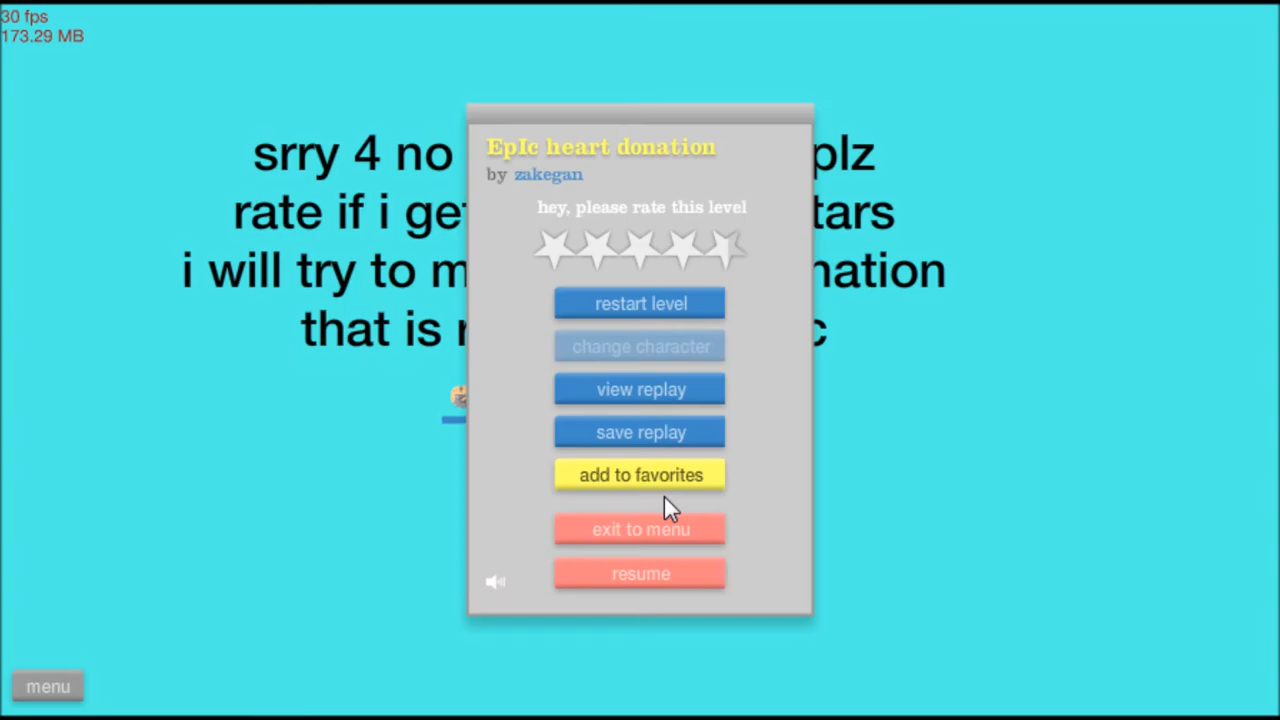 30 fps
173.29 MB
srry 4 no plz
rate if i get tars
i will try to m nation
that is r c
EpIc heart donation
by zakegan
hey, please rate this level
restart level
change character
view replay
save replay
add to favorites
exit to menu
resume
menu